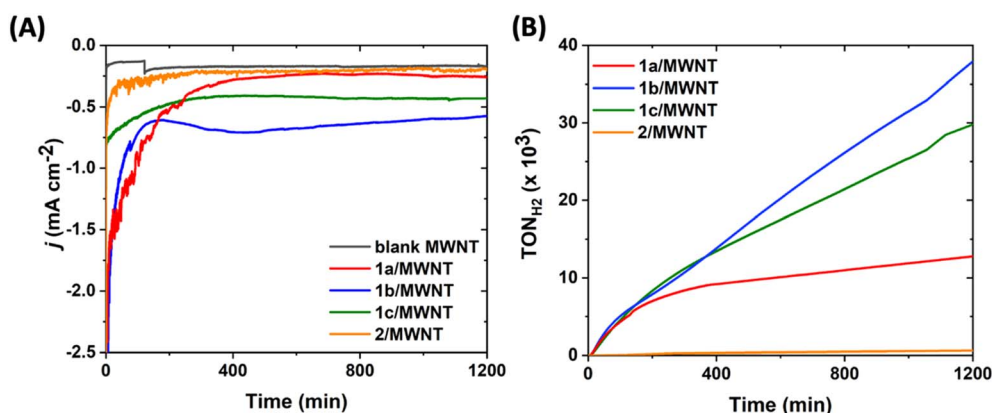 (A)
0.0
-0.5
-1.0
-1.5
-2.0
-2.5
j (mA cm-2)
blank MWNT
1a/MWNT
1b/MWNT
1c/MWNT
2/MWNT
0
400
800
1200
Time (min)
(B)
40
30
20
10
0
TONH2 (x 10³)
1a/MWNT
1b/MWNT
1c/MWNT
2/MWNT
0
400
800
1200
Time (min)